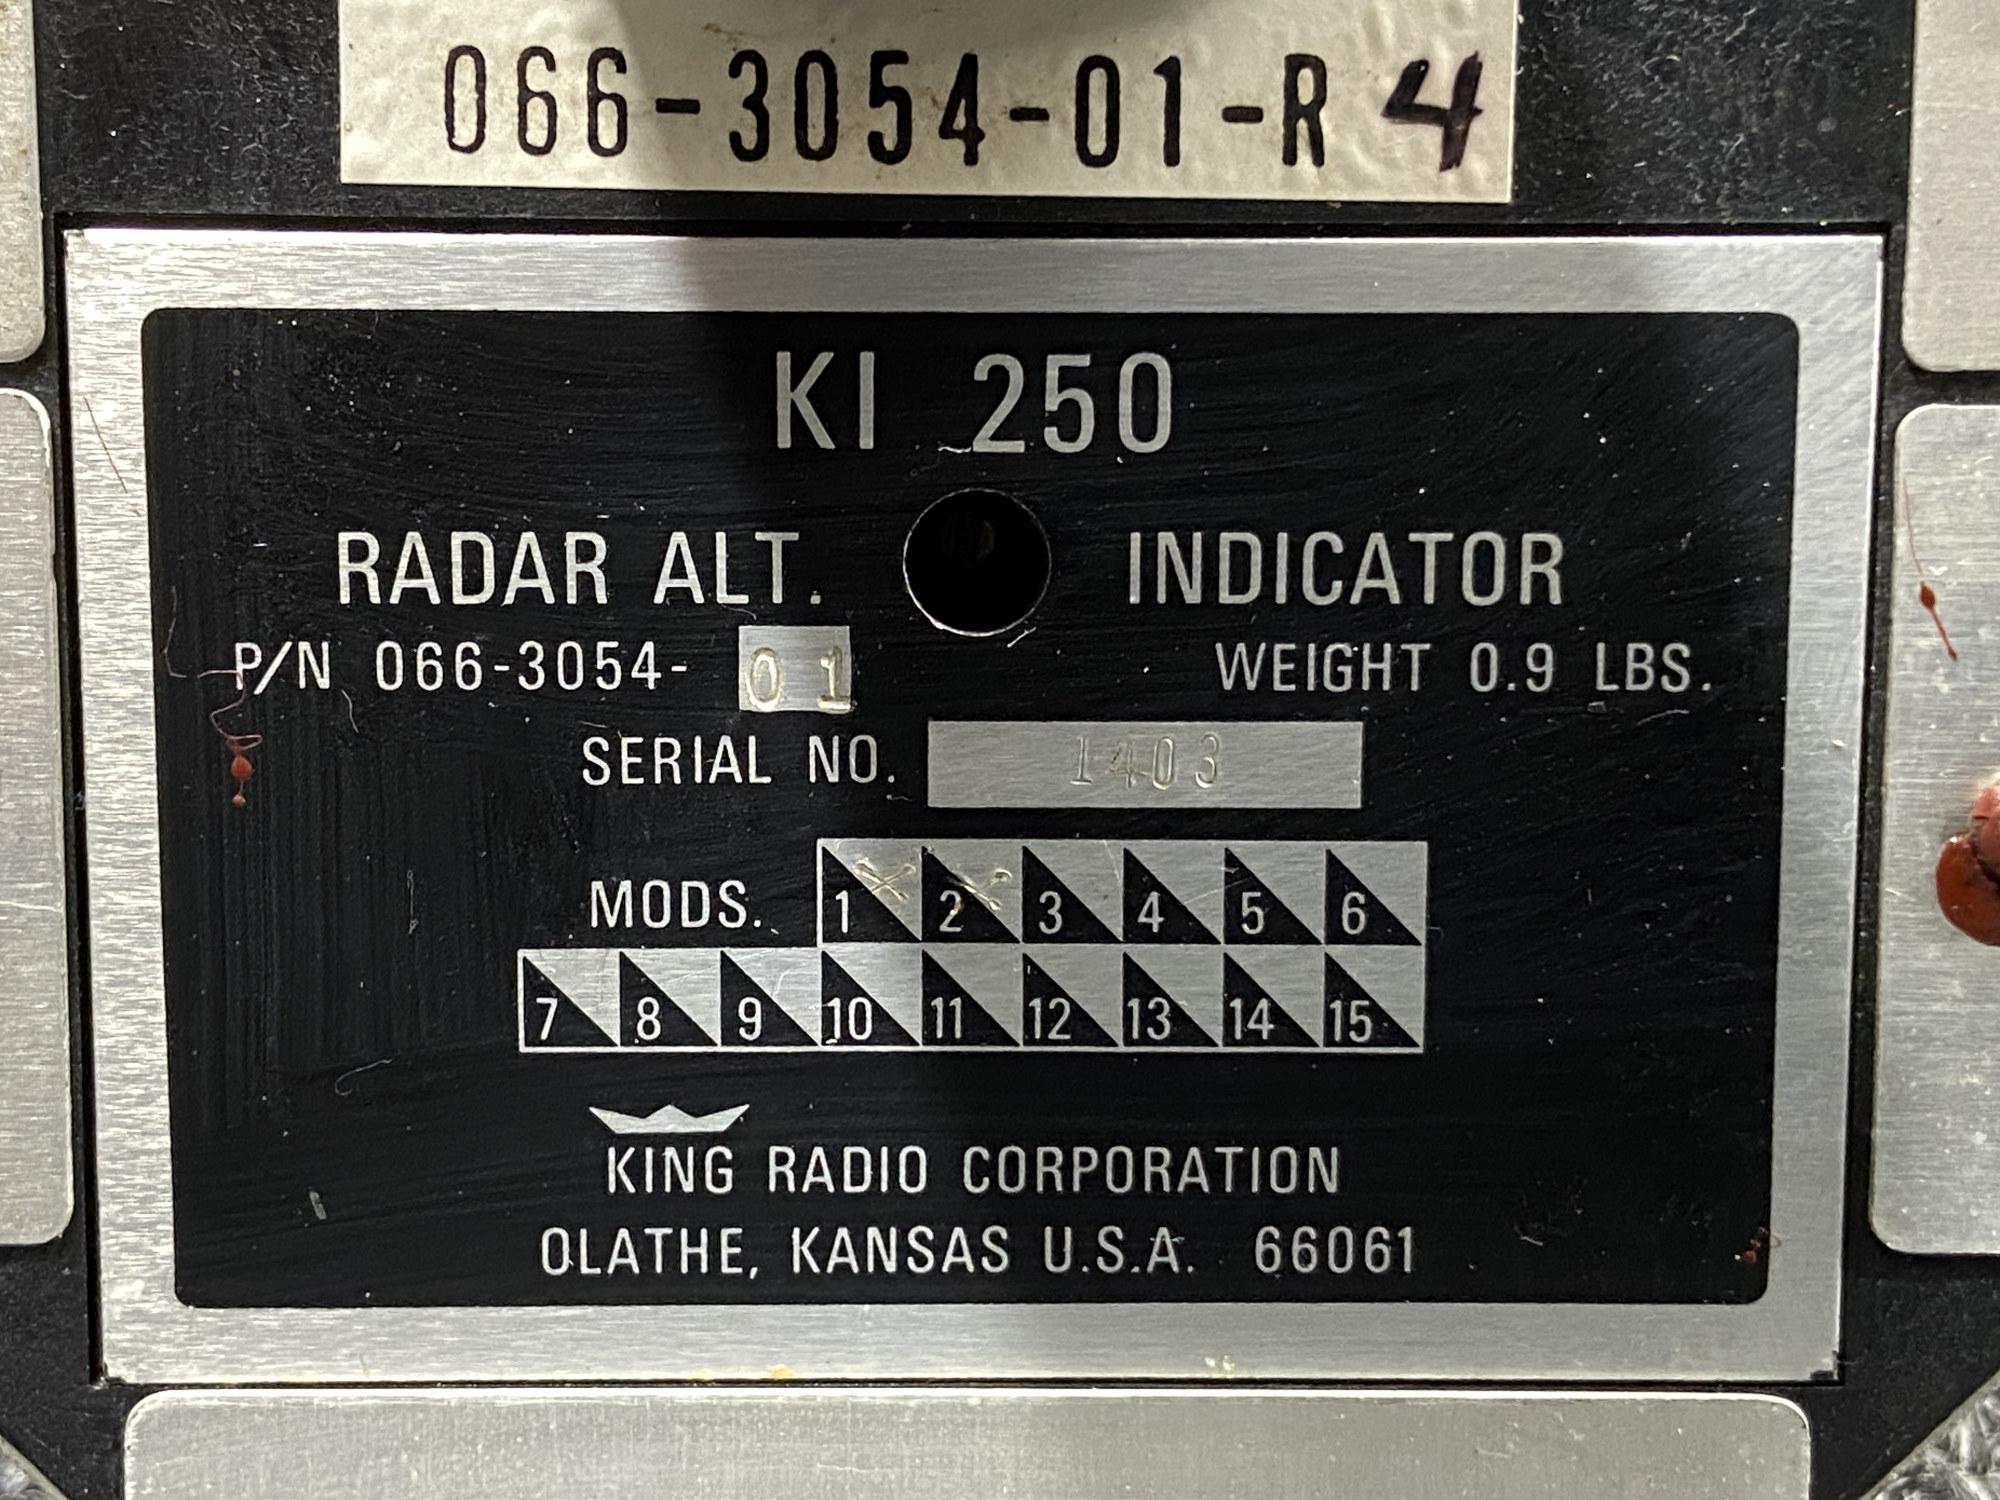 066-3054-01-R 4
KI 250
RADAR ALT. INDICATOR
P/N 066-3054- 01 WEIGHT 0.9 LBS.
SERIAL NO. 1403
MODS. 1 2 3 4 5 6
7 8 9 10 11 12 13 14 15
KING RADIO CORPORATION
OLATHE, KANSAS U.S.A. 66061